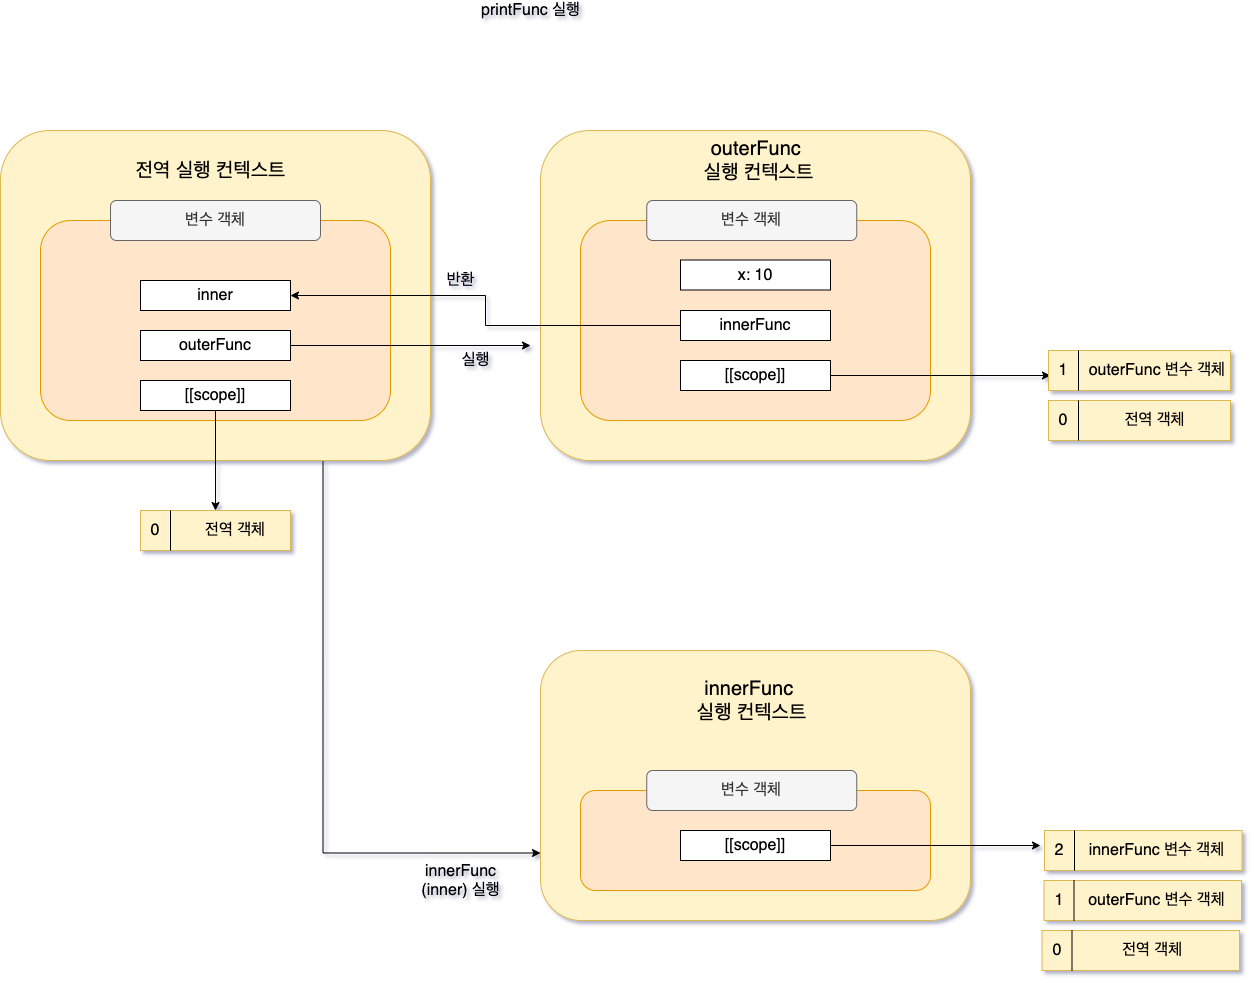 printFunc 실행
전역 실행 컨텍스트
변수 객체
inner
outerFunc
[[scope]]
0
전역 객체
반환
실행
outerFunc
실행 컨텍스트
변수 객체
x: 10
innerFunc
[[scope]]
1 outerFunc 변수 객체
0 전역 객체
innerFunc
(inner) 실행
innerFunc
실행 컨텍스트
변수 객체
[[scope]]
2 innerFunc 변수 객체
1 outerFunc 변수 객체
0 전역 객체